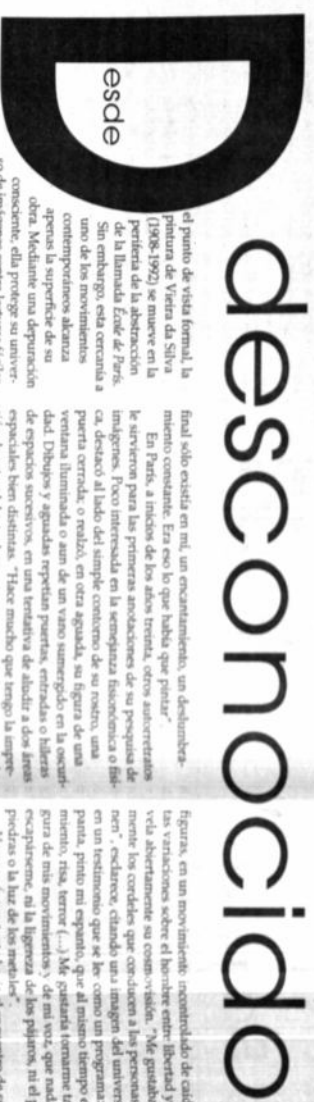 desconocido
Desde
el punto de vista formal, la
pintura de Vieira da Silva
(1908-1992) se mueve en la
periferia de la abstracción
de la llamada École de Paris.
Sin embargo, esta cercanía a
uno de los movimientos
contemporáneos alcanza
apenas la superficie de su
obra. Mediante una depuración
consciente, ella protege su univer-
final sólo existía en mí, un encantamiento, un deslumbra-
miento constante. Era eso lo que había que pintar".
En París, a inicios de los años treinta, otros autorretratos
le sirvieron para las primeras anotaciones de su pesquisa de
imágenes. Poco interesada en la semejanza fisionómica o físi-
ca, destacó al lado del simple contorno de su rostro, una
puerta cerrada, o realzó, en otra aguada, su figura de una
ventana iluminada o aun de un vano sumergido en la oscuri-
dad. Dibujos y aguadas repetían puertas, entradas o hileras
de espacios sucesivos, en una tentativa de aludir a dos áreas
espaciales bien distintas. "Hace mucho que tengo la impre-
figuras, en un movimiento incontrolado de caíd
tas variaciones sobre el hombre entre libertad y
vela abiertamente su cosmovisión. "Me gustaba
mente los cordeles que conducen a las personas
nen", esclarece, citando una imagen del univers
en un testimonio que se lee como un programa:
panta, pinto mi espanto, que al mismo tiempo e
miento, risa, terror (...) Me gustaría tornarme ta
gura de mis movimientos y de mi voz, que nad
escapárseme, ni la ligereza de los pájaros, ni el p
piedras o la luz de los metales".